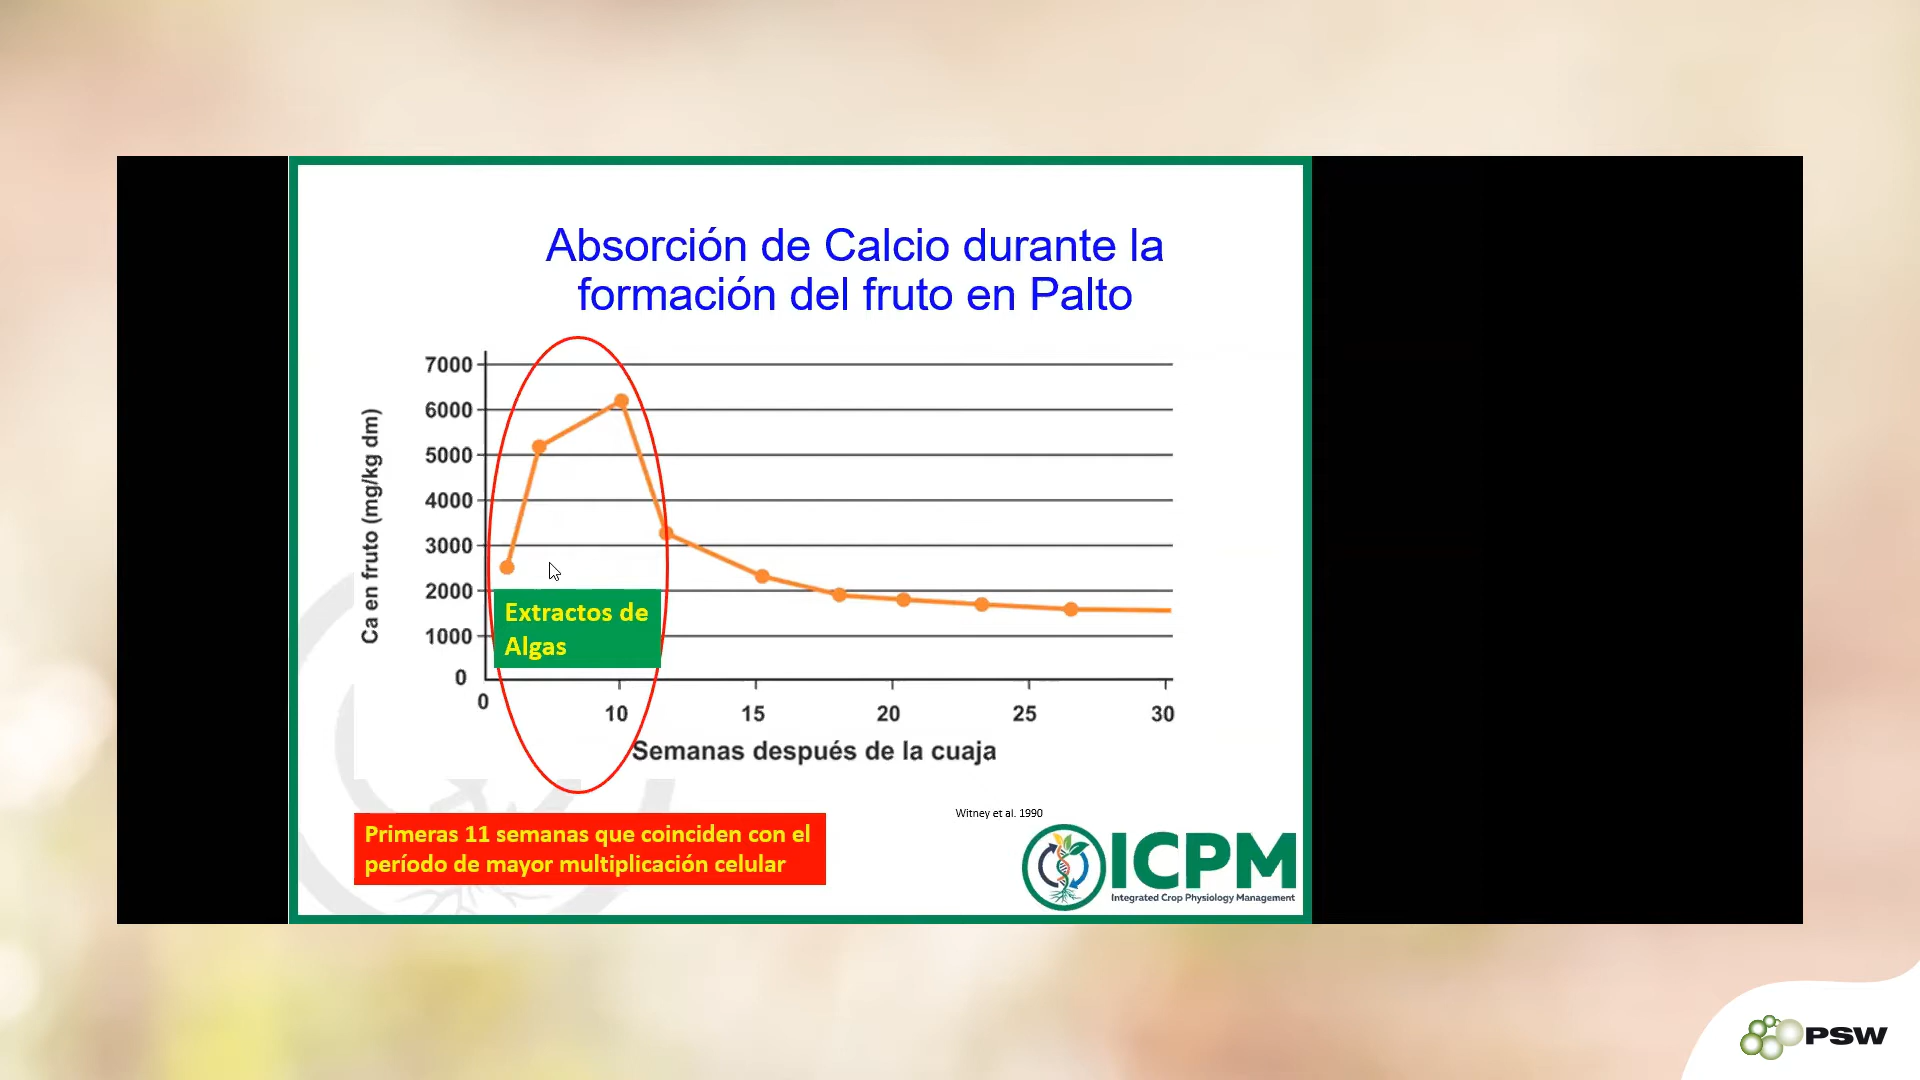 Absorción de Calcio durante la
formación del fruto en Palto
Ca en fruto (mg/kg dm)
7000
6000
5000
4000
3000
2000
1000
0
Extractos de
Algas
0 10 15 20 25 30
Semanas después de la cuaja
Primeras 11 semanas que coinciden con el
período de mayor multiplicación celular
Witney et al. 1990
ICPM
Integrated Crop Physiology Management
PSW